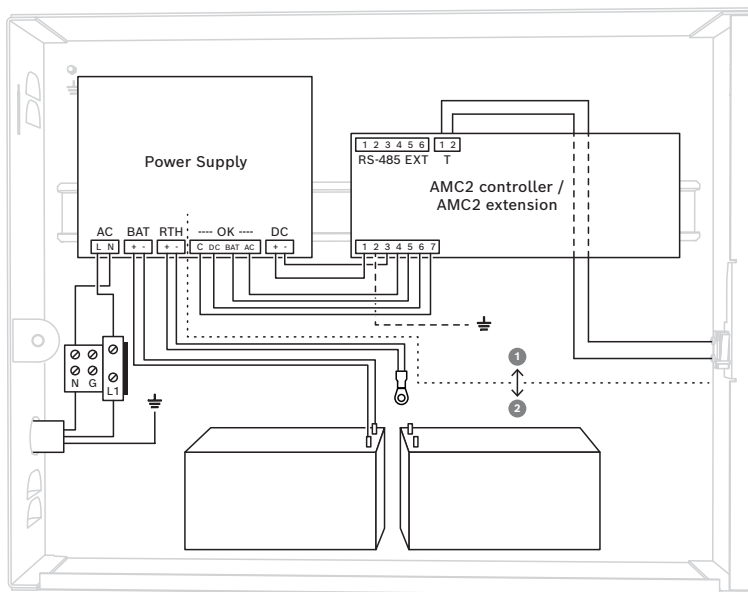 1 2 3 4 5 6 1 2
RS-485 EXT T
Power Supply
AMC2 controller /
AMC2 extension
AC BAT RTH ---- OK ---- DC
L N + - + - C DC BAT AC + - 1 2 3 4 5 6 7
1
N G L1
2